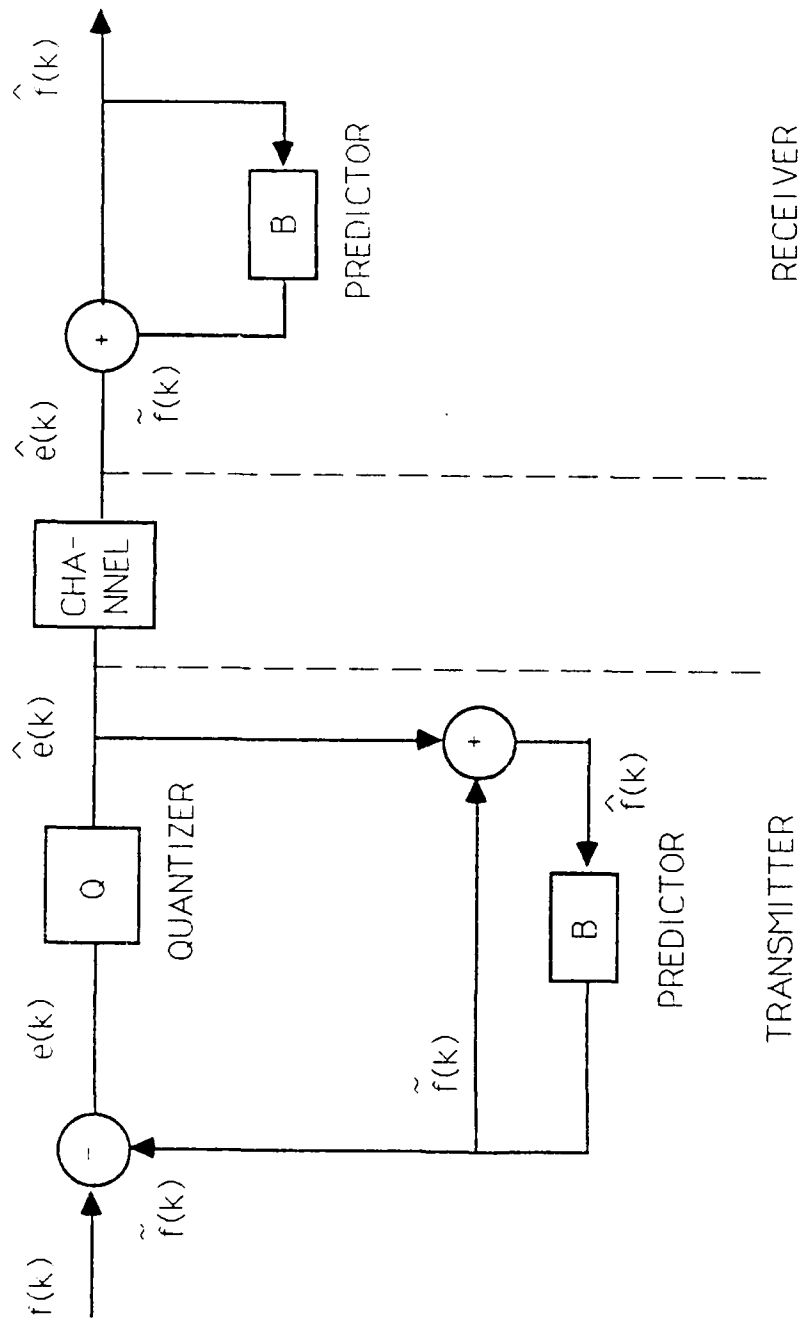 f(k)
-
f̃(k)
e(k)
Q
QUANTIZER
ê(k)
f̃(k)
+
f̂(k)
B
PREDICTOR
TRANSMITTER
CHA-
NNEL
ê(k)
+
f̃(k)
B
PREDICTOR
f̂(k)
RECEIVER